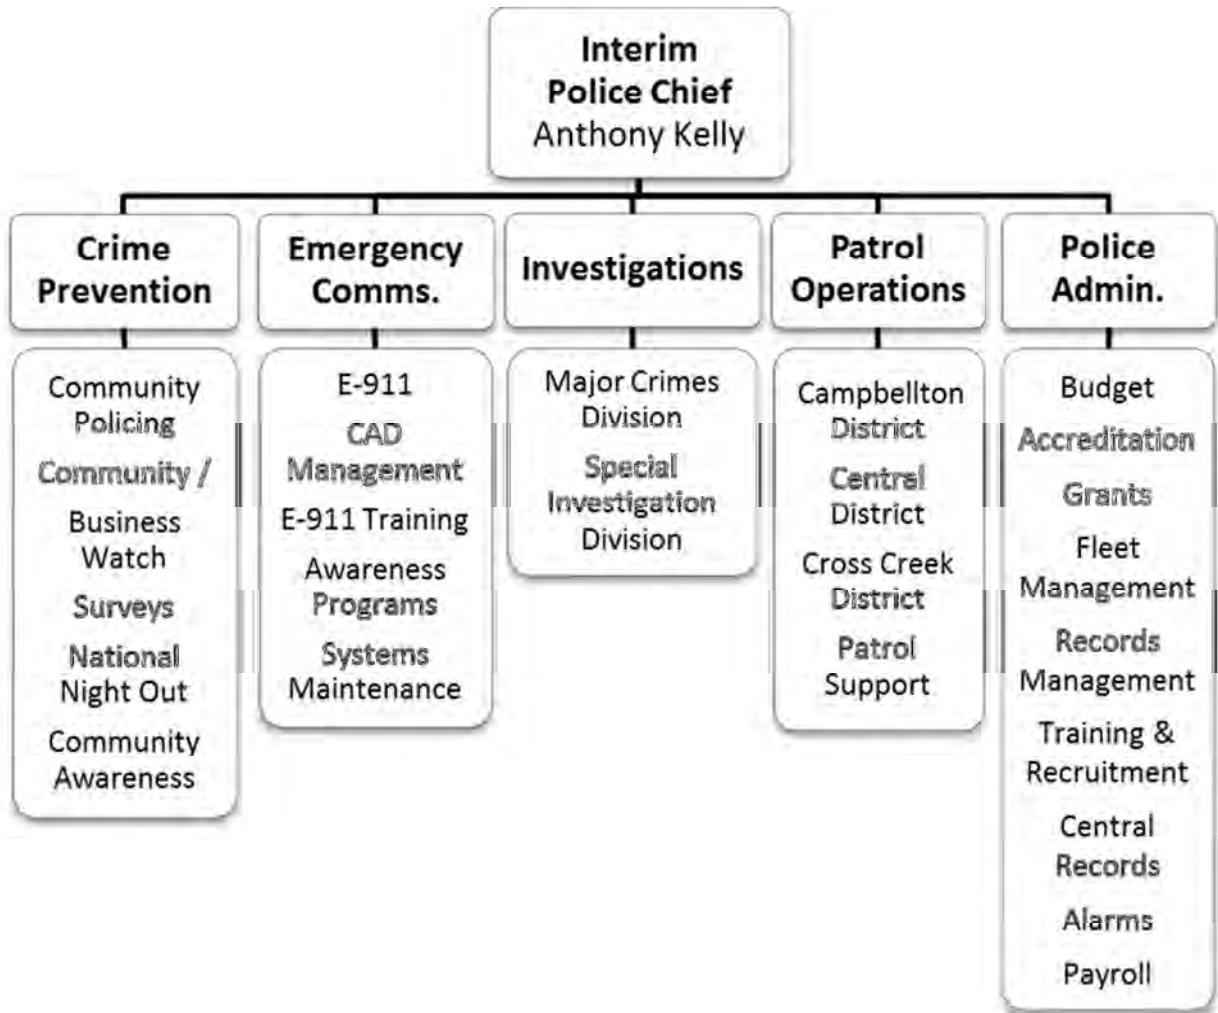 Interim
Police Chief
Anthony Kelly
Crime
Prevention
Community
Policing
Community /
Business
Watch
Surveys
National
Night Out
Community
Awareness
Emergency
Comms.
E-911
CAD
Management
E-911 Training
Awareness
Programs
Systems
Maintenance
Investigations
Major Crimes
Division
Special
Investigation
Division
Patrol
Operations
Campbellton
District
Central
District
Cross Creek
District
Patrol
Support
Police
Admin.
Budget
Accreditation
Grants
Fleet
Management
Records
Management
Training &
Recruitment
Central
Records
Alarms
Payroll